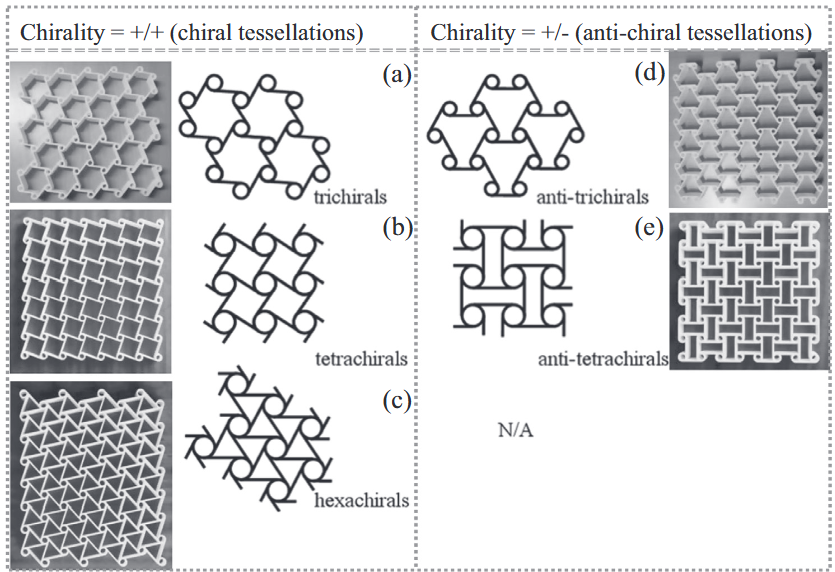 Chirality = +/+ (chiral tessellations)
Chirality = +/- (anti-chiral tessellations)
(a)
trichirals
(d)
anti-trichirals
(b)
tetrachirals
(e)
anti-tetrachirals
(c)
hexachirals
N/A